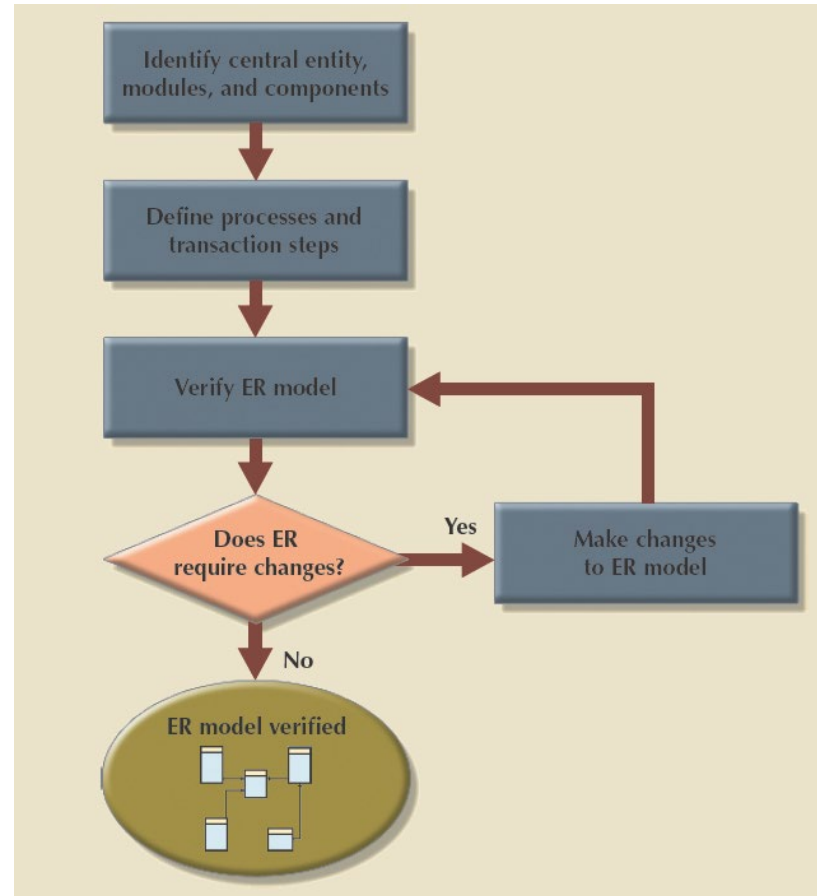 Identify central entity,
modules, and components
Define processes and
transaction steps
Verify ER model
Does ER
require changes?
Yes
Make changes
to ER model
No
ER model verified